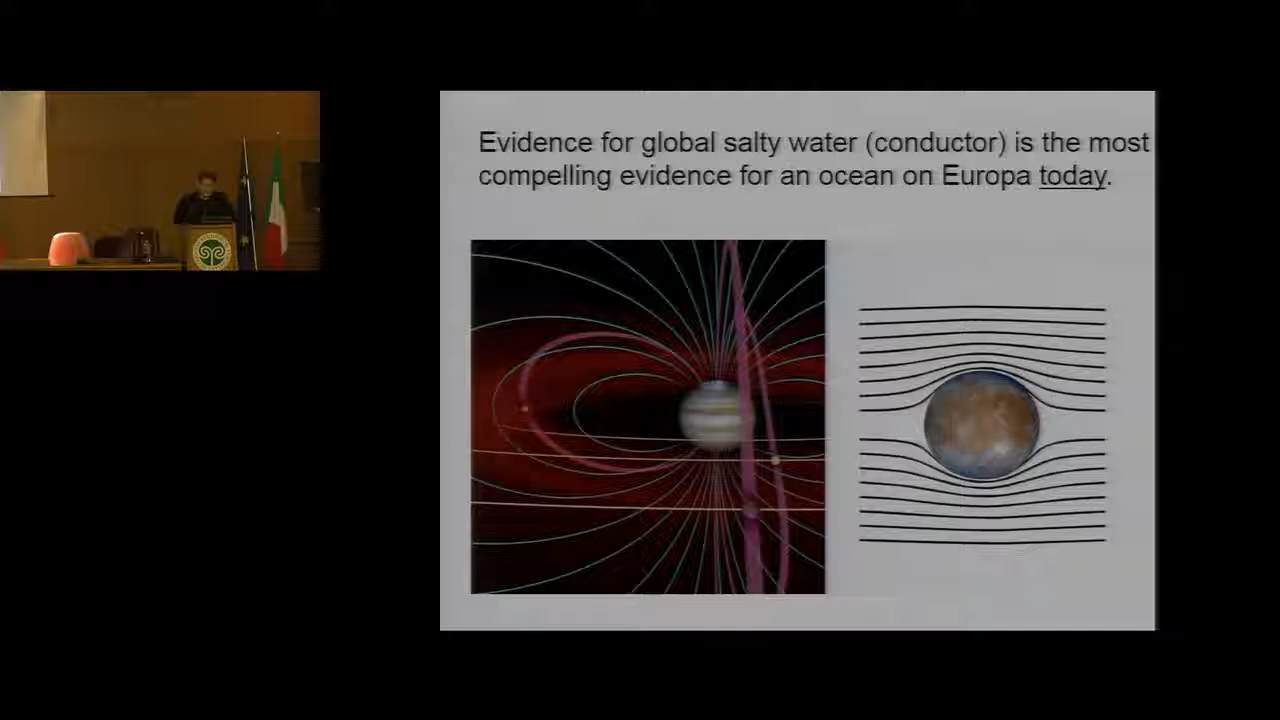 Evidence for global salty water (conductor) is the most
compelling evidence for an ocean on Europa today.